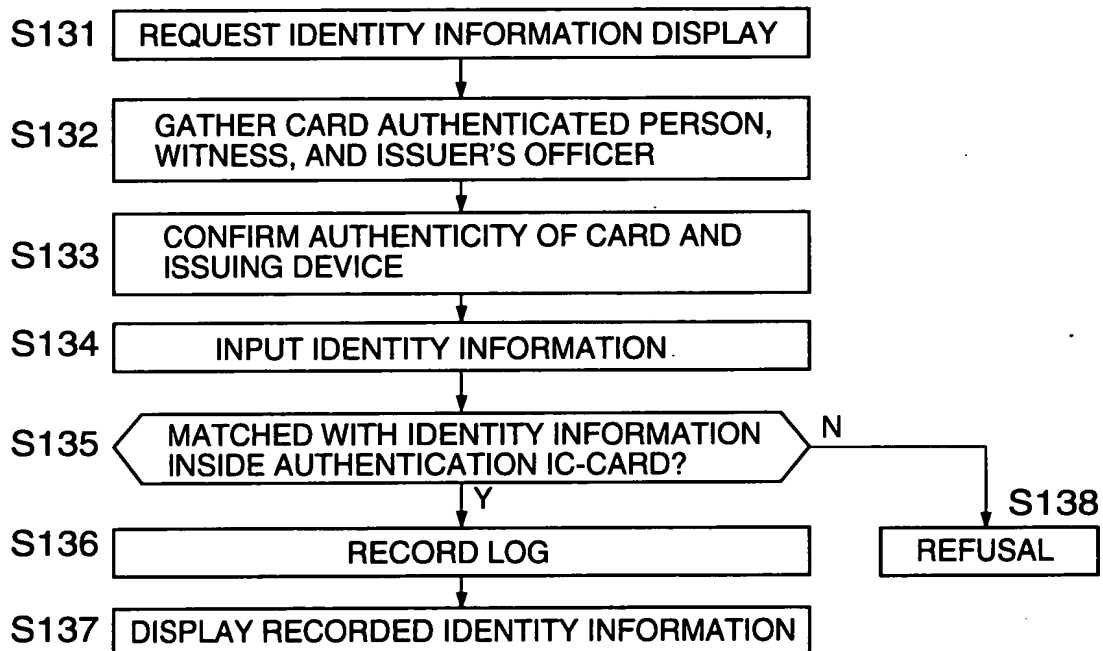 S131 REQUEST IDENTITY INFORMATION DISPLAY
S132 GATHER CARD AUTHENTICATED PERSON,
WITNESS, AND ISSUER'S OFFICER
S133 CONFIRM AUTHENTICITY OF CARD AND
ISSUING DEVICE
S134 INPUT IDENTITY INFORMATION
S135 MATCHED WITH IDENTITY INFORMATION
INSIDE AUTHENTICATION IC-CARD?
N
Y
S138
REFUSAL
S136 RECORD LOG
S137 DISPLAY RECORDED IDENTITY INFORMATION